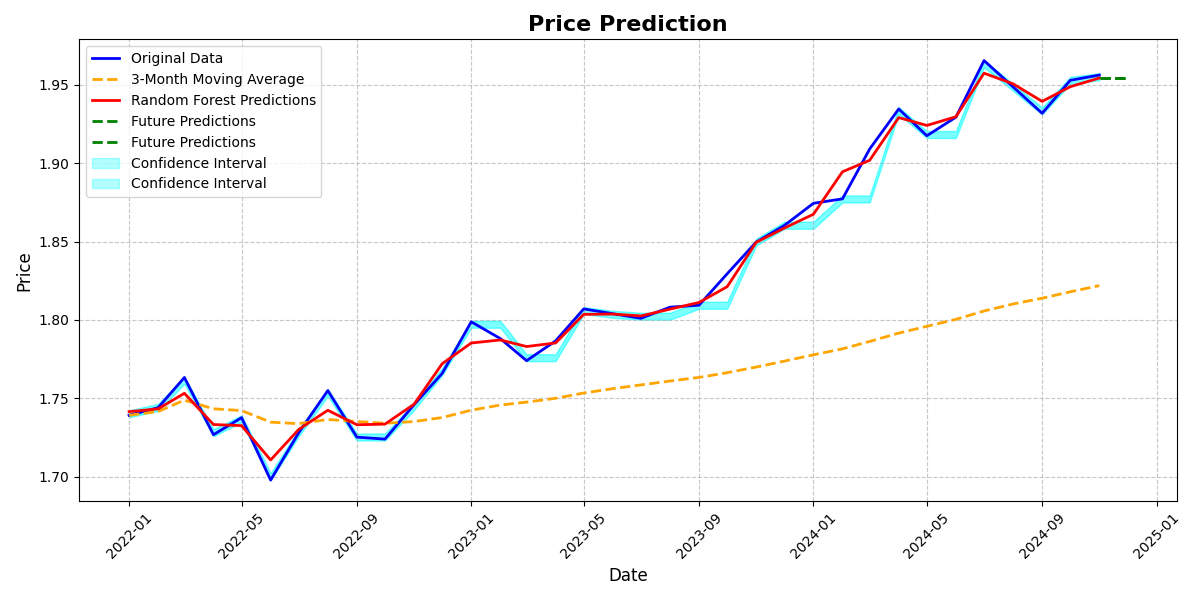 Price Prediction
Original Data
3-Month Moving Average
Random Forest Predictions
Future Predictions
Future Predictions
Confidence Interval
Confidence Interval
Price
1.95
1.90
1.85
1.80
1.75
1.70
2022-01
2022-05
2022-09
2023-01
2023-05
2023-09
2024-01
2024-05
2024-09
2025-01
Date